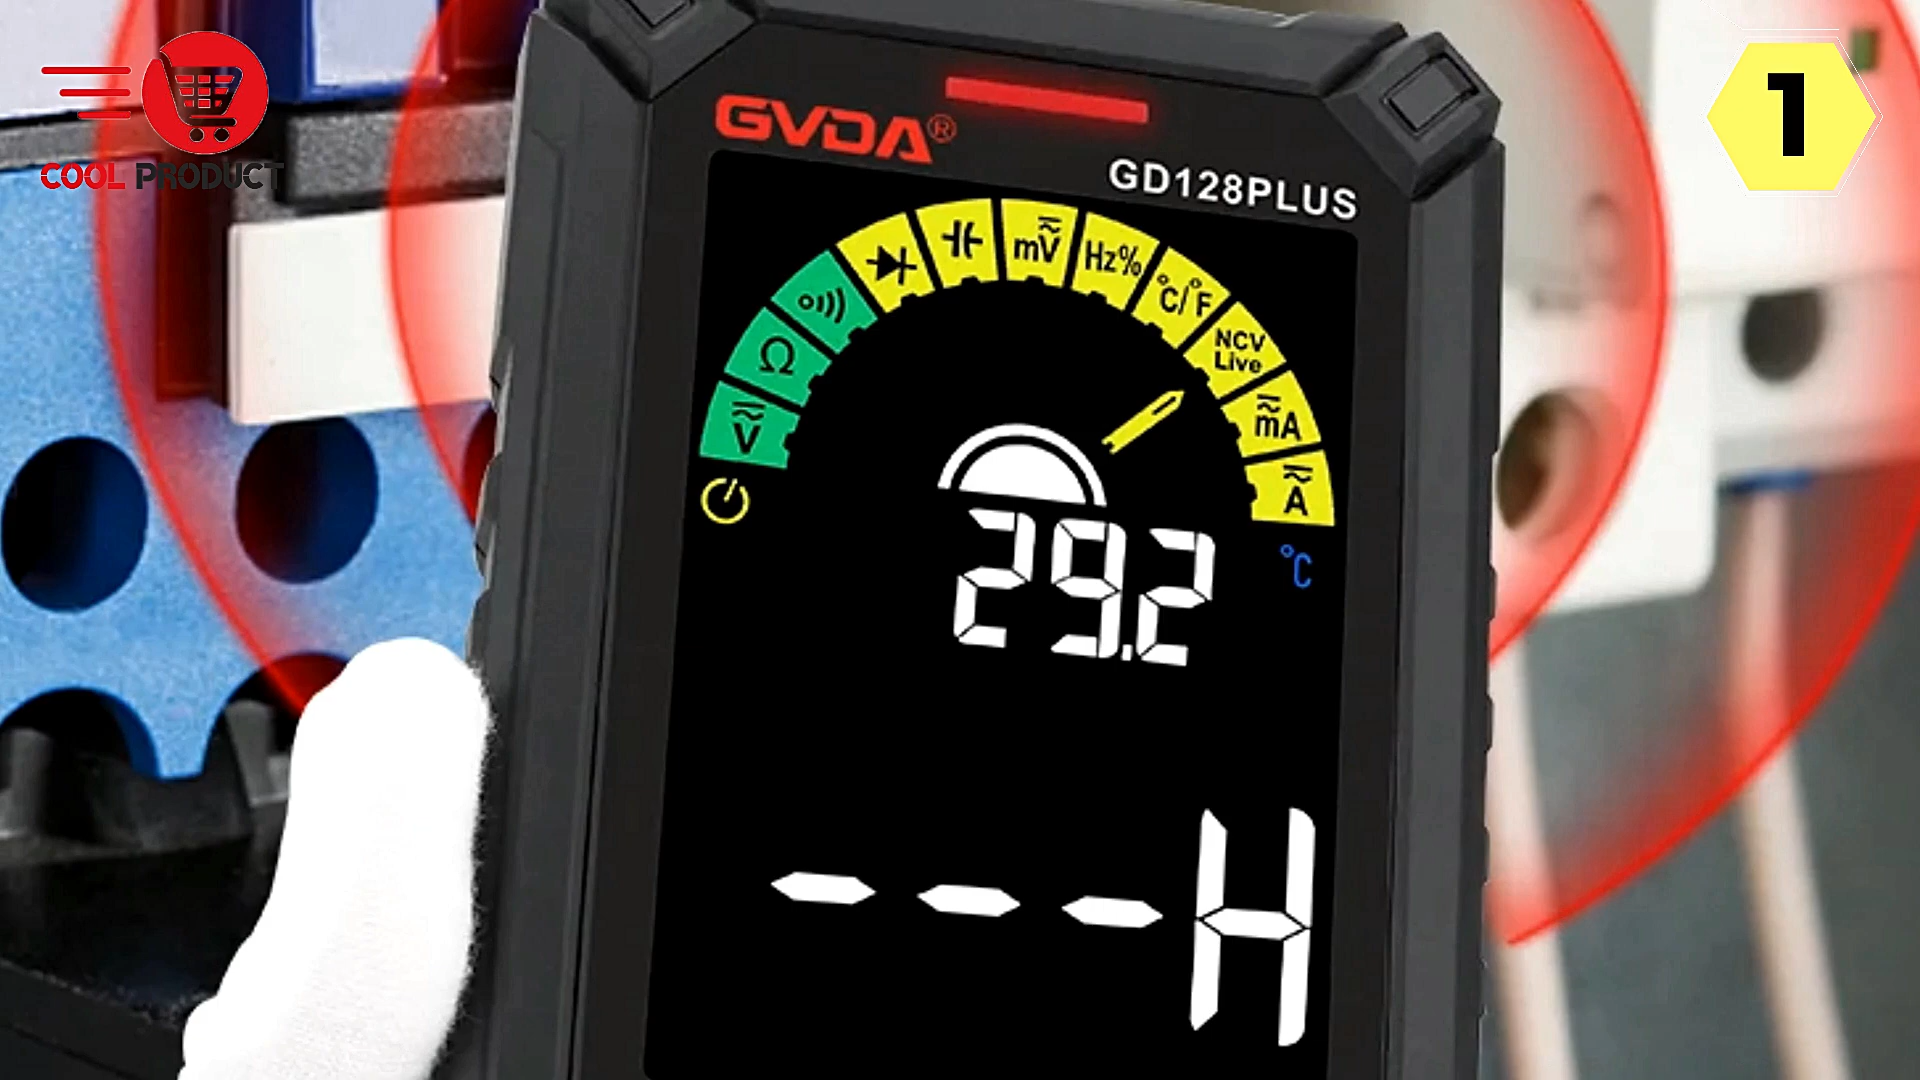 COOL PRODUCT
1
GVDA®
GD128PLUS
V
Ω
mV
Hz%
°C/°F
NCV
Live
mA
A
29.2
°C
---H